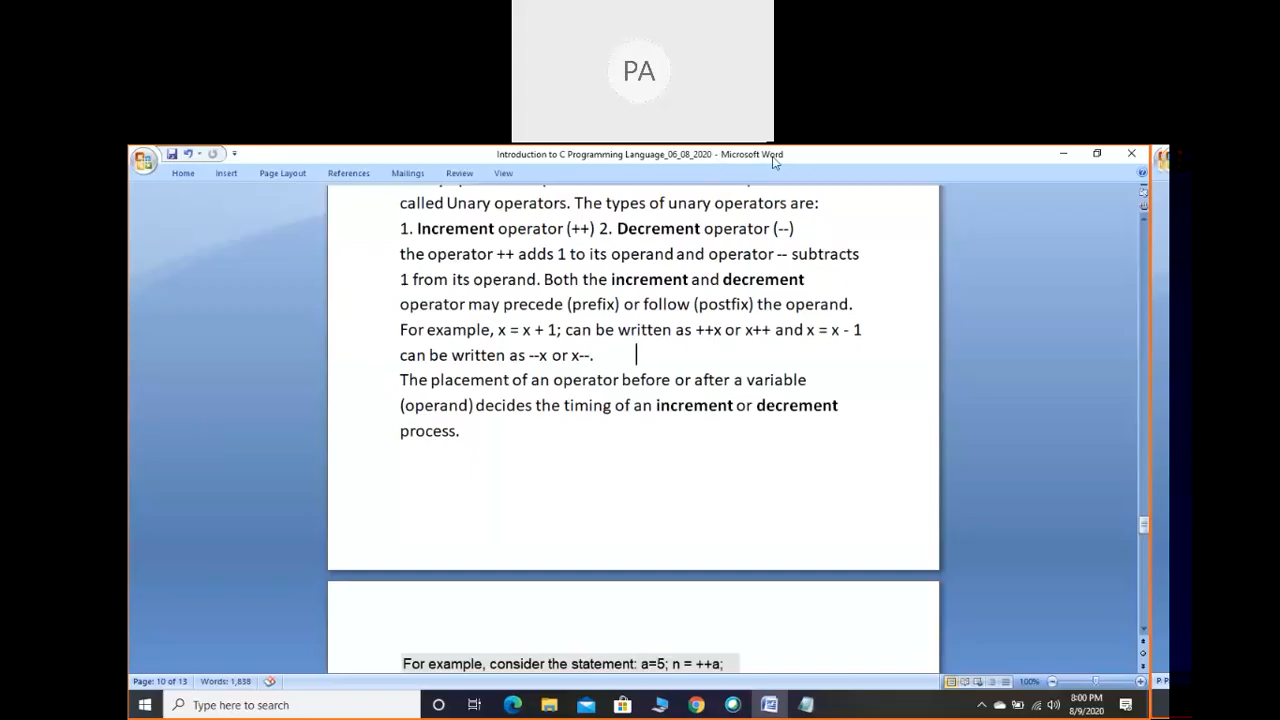 PA
Introduction to C Programming Language_06_08_2020 - Microsoft Word
Home Insert Page Layout References Mailings Review View
called Unary operators. The types of unary operators are:
1. Increment operator (++) 2. Decrement operator (--)
the operator ++ adds 1 to its operand and operator -- subtracts
1 from its operand. Both the increment and decrement
operator may precede (prefix) or follow (postfix) the operand.
For example, x = x + 1; can be written as ++x or x++ and x = x - 1
can be written as --x or x--.
The placement of an operator before or after a variable
(operand) decides the timing of an increment or decrement
process.
For example, consider the statement: a=5; n = ++a;
Page: 10 of 13 Words: 1,838 100%
Type here to search
8:00 PM
8/9/2020